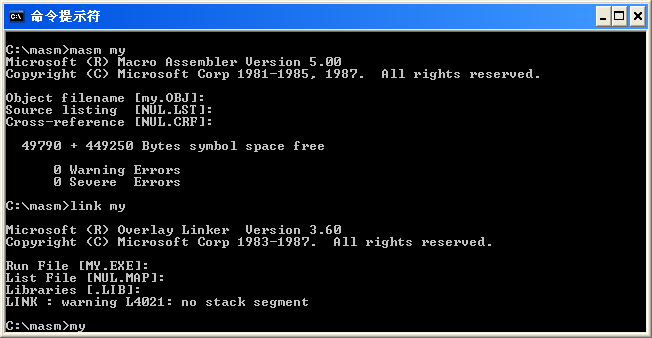 命令提示符
C:\masm>masm my
Microsoft (R) Macro Assembler Version 5.00
Copyright (C) Microsoft Corp 1981-1985, 1987.  All rights reserved.
Object filename [my.OBJ]:
Source listing  [NUL.LST]:
Cross-reference [NUL.CRF]:
  49790 + 449250 Bytes symbol space free
      0 Warning Errors
      0 Severe  Errors
C:\masm>link my
Microsoft (R) Overlay Linker  Version 3.60
Copyright (C) Microsoft Corp 1983-1987.  All rights reserved.
Run File [MY.EXE]:
List File [NUL.MAP]:
Libraries [.LIB]:
LINK : warning L4021: no stack segment
C:\masm>my